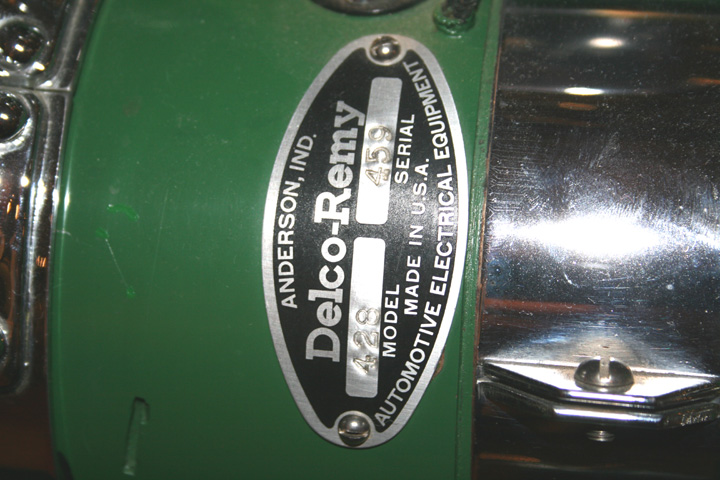 ANDERSON, IND.
Delco-Remy
428 459
MODEL SERIAL
MADE IN U.S.A.
AUTOMOTIVE ELECTRICAL EQUIPMENT